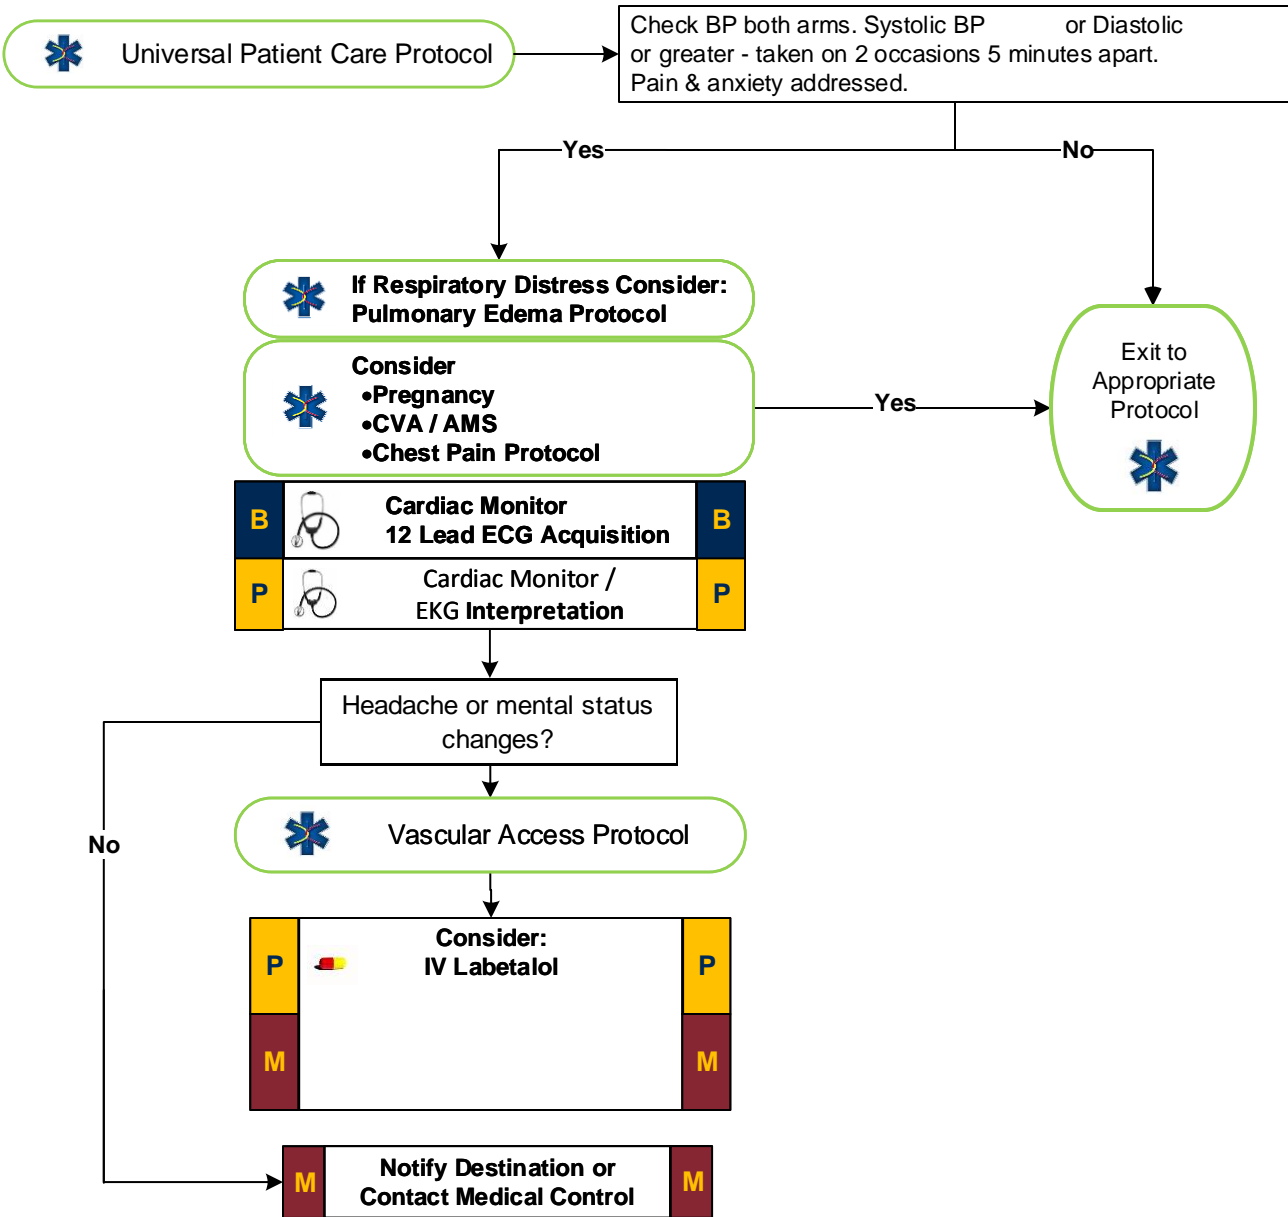 Universal Patient Care Protocol
Check BP both arms. Systolic BP or Diastolic
or greater - taken on 2 occasions 5 minutes apart.
Pain & anxiety addressed.
Yes
No
If Respiratory Distress Consider:
Pulmonary Edema Protocol
Consider
•Pregnancy
•CVA / AMS
•Chest Pain Protocol
Yes
Exit to
Appropriate
Protocol
B
Cardiac Monitor
12 Lead ECG Acquisition
B
P
Cardiac Monitor /
EKG Interpretation
P
Headache or mental status
changes?
No
Vascular Access Protocol
P
Consider:
IV Labetalol
P
M
M
M
Notify Destination or
Contact Medical Control
M